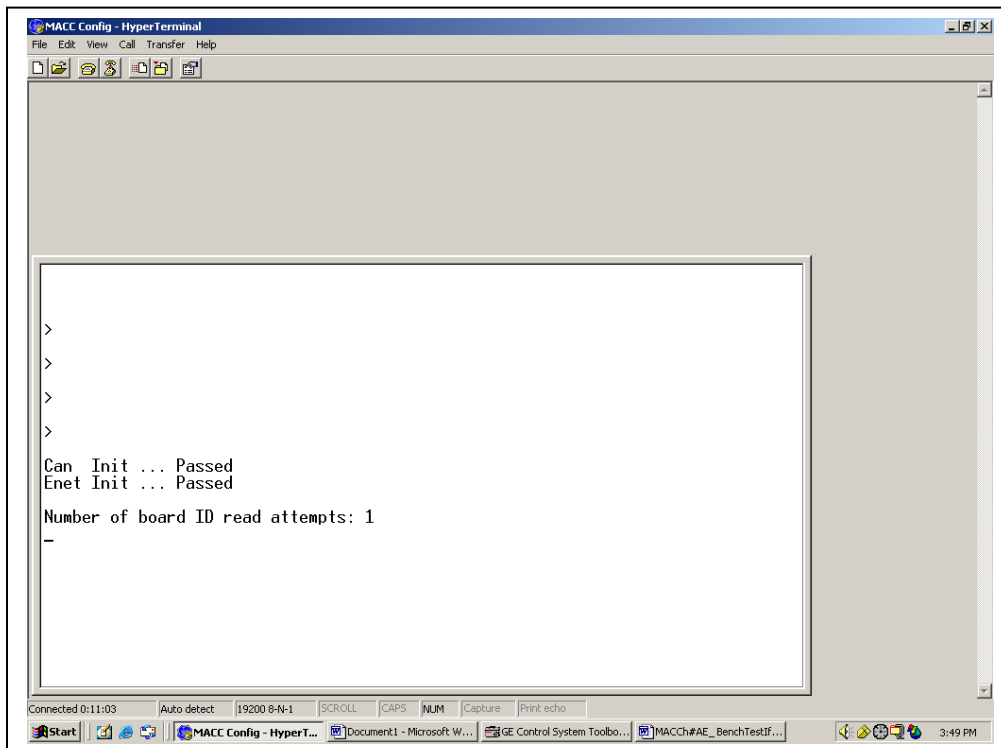 MACC Config - HyperTerminal
File Edit View Call Transfer Help
>
>
>
>
Can  Init ... Passed
Enet Init ... Passed
Number of board ID read attempts: 1
_
Connected 0:11:03 Auto detect 19200 8-N-1 SCROLL CAPS NUM Capture Print echo
Start MACC Config - HyperT... Document1 - Microsoft W... GE Control System Toolbo... MACCh#AE_ BenchTestIf... 3:49 PM